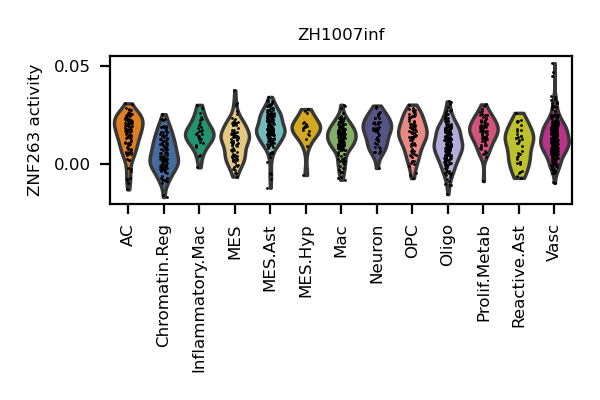 ZH1007inf
ZNF263 activity
0.05
0.00
AC
Chromatin.Reg
Inflammatory.Mac
MES
MES.Ast
MES.Hyp
Mac
Neuron
OPC
Oligo
Prolif.Metab
Reactive.Ast
Vasc